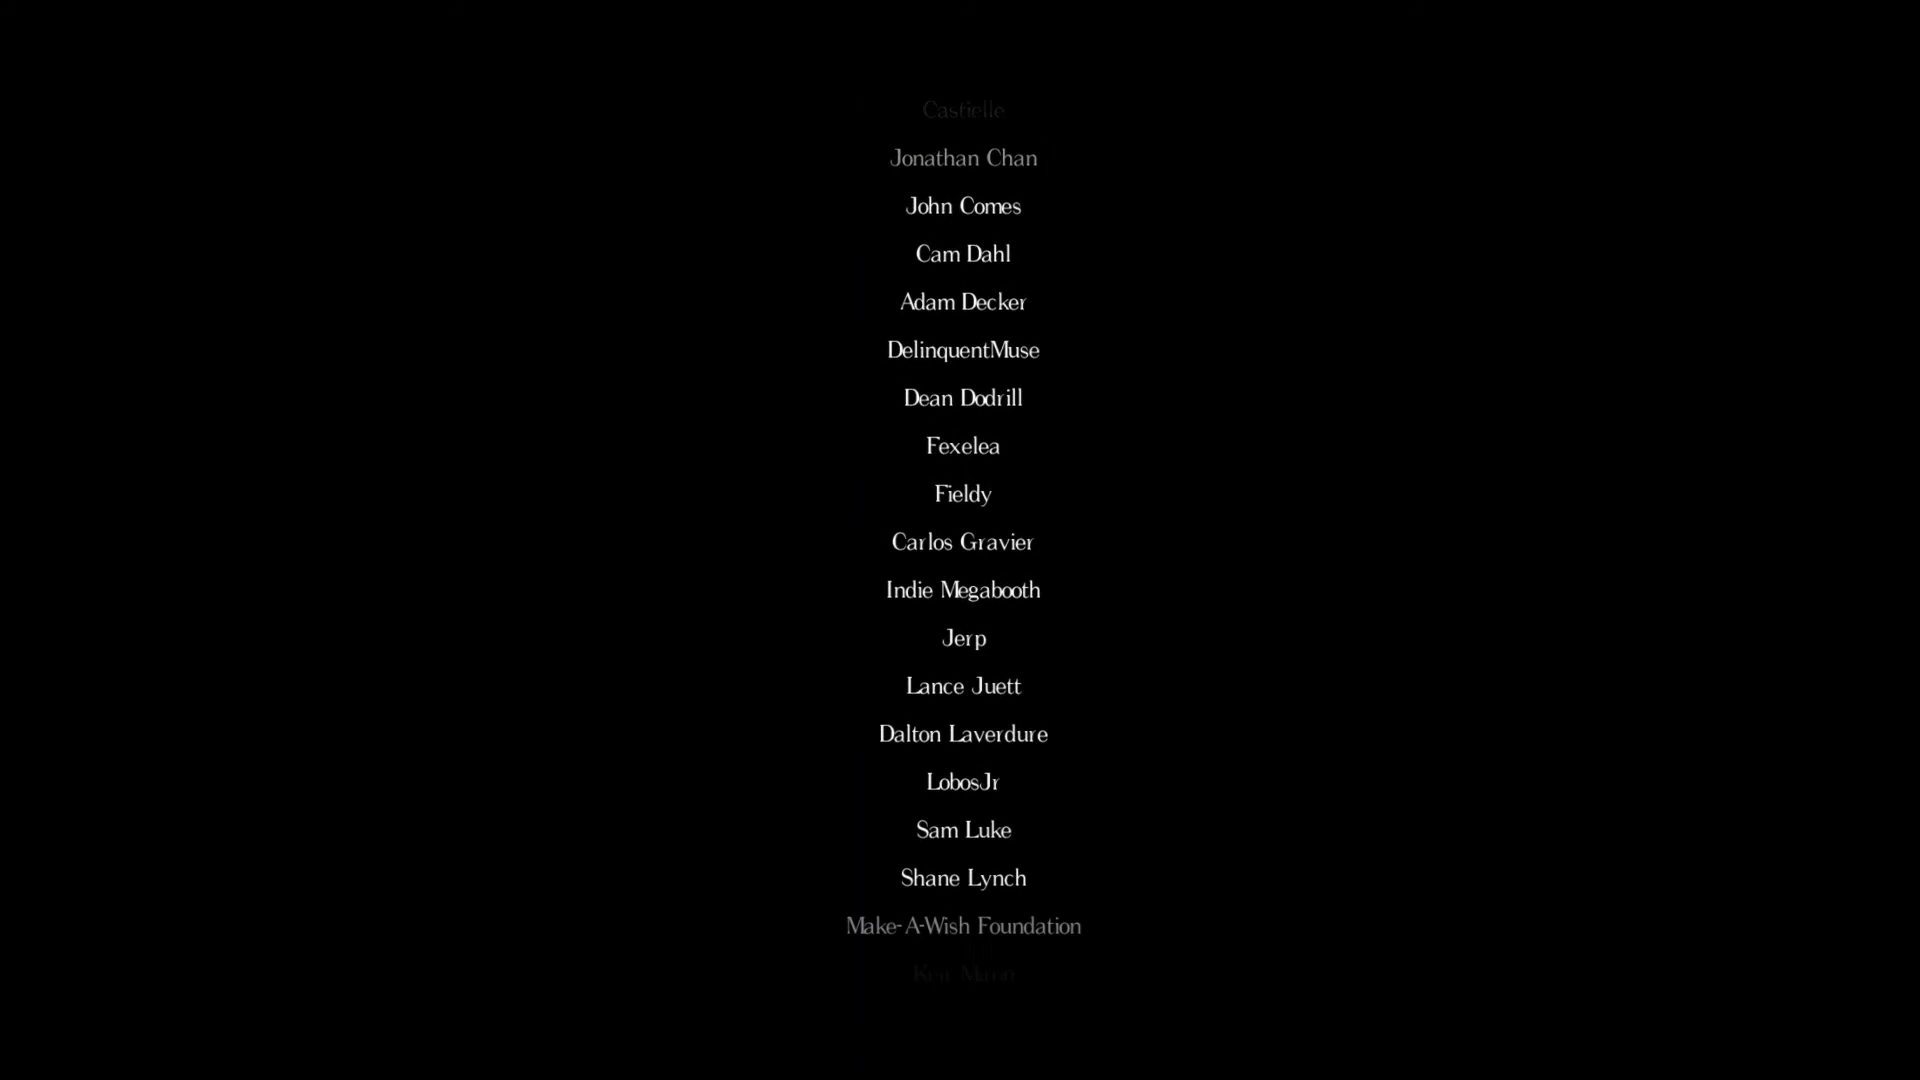 Castielle
Jonathan Chan
John Comes
Cam Dahl
Adam Decker
DelinquentMuse
Dean Dodrill
Fexelea
Fieldy
Carlos Gravier
Indie Megabooth
Jerp
Lance Juett
Dalton Laverdure
LobosJr
Sam Luke
Shane Lynch
Make-A-Wish Foundation